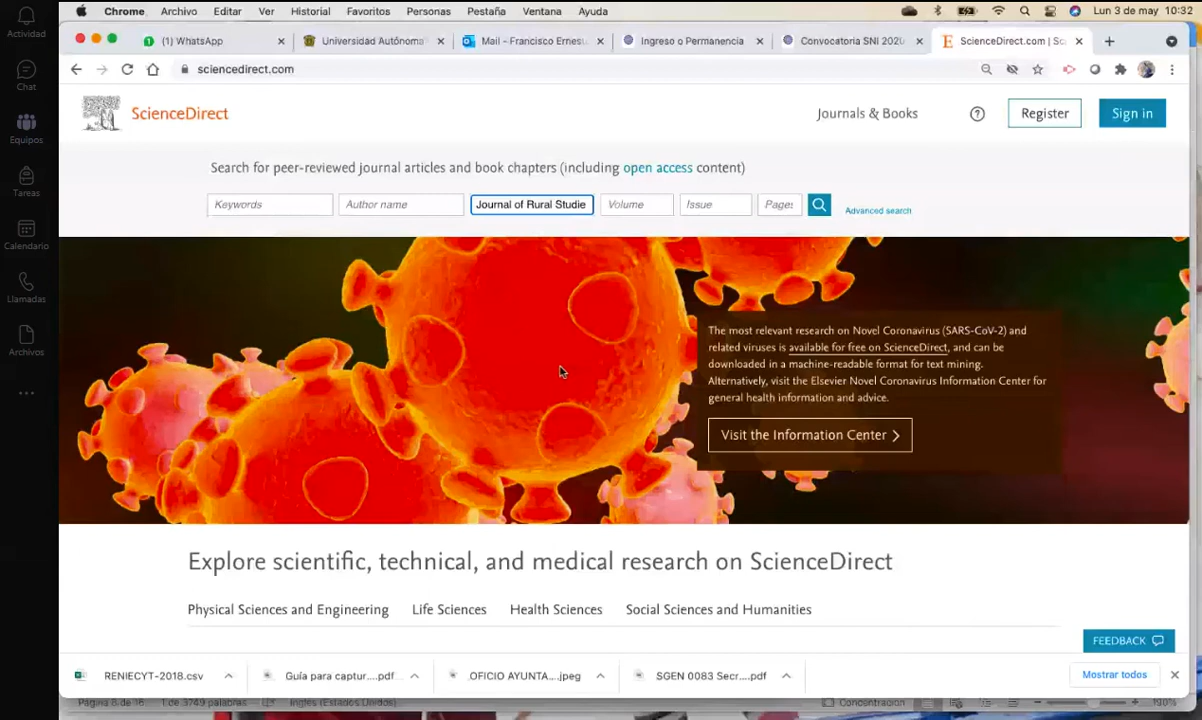 Chrome Archivo Editar Ver Historial Favoritos Personas Pestaña Ventana Ayuda Lun 3 de may 10:32
Actividad
Chat
Equipos
Tareas
Calendario
Llamadas
Archivos
(1) WhatsApp
Universidad Autónoma
Mail - Francisco Ernes
Ingreso o Permanencia
Convocatoria SNI 2020
ScienceDirect.com | Sc
sciencedirect.com
ScienceDirect
Journals & Books
Register
Sign in
Search for peer-reviewed journal articles and book chapters (including open access content)
Keywords
Author name
Journal of Rural Studie
Volume
Issue
Page
Advanced search
The most relevant research on Novel Coronavirus (SARS-CoV-2) and
related viruses is available for free on ScienceDirect, and can be
downloaded in a machine-readable format for text mining.
Alternatively, visit the Elsevier Novel Coronavirus Information Center for
general health information and advice.
Visit the Information Center
Explore scientific, technical, and medical research on ScienceDirect
Physical Sciences and Engineering
Life Sciences
Health Sciences
Social Sciences and Humanities
FEEDBACK
RENIECYT-2018.csv
Guía para captur....pdf
OFICIO AYUNTA....jpeg
SGEN 0083 Secr....pdf
Mostrar todos
Inglés (Estados Unidos)
Concentración
190%